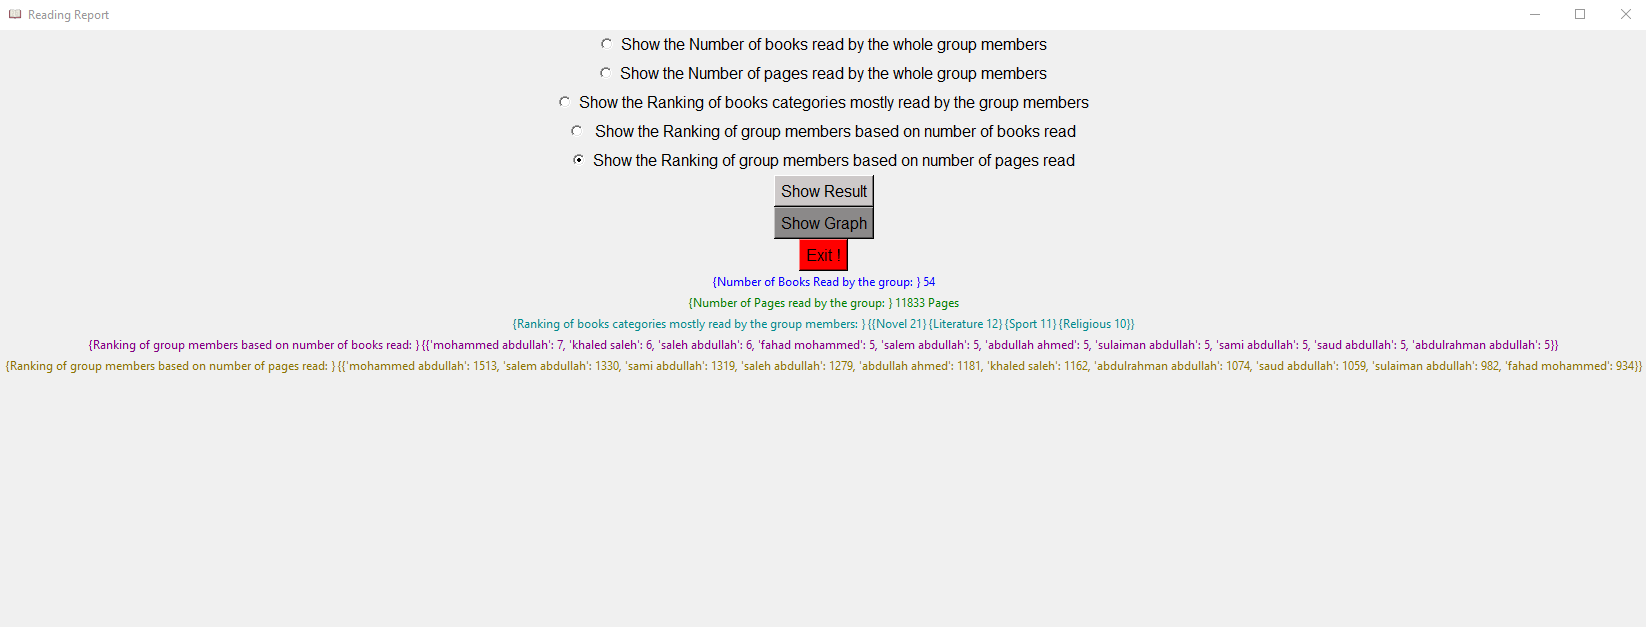 Reading Report
Show the Number of books read by the whole group members
Show the Number of pages read by the whole group members
Show the Ranking of books categories mostly read by the group members
Show the Ranking of group members based on number of books read
Show the Ranking of group members based on number of pages read
Show Result
Show Graph
Exit !
{Number of Books Read by the group: } 54
{Number of Pages read by the group: } 11833 Pages
{Ranking of books categories mostly read by the group members: } {{Novel 21} {Literature 12} {Sport 11} {Religious 10}}
{Ranking of group members based on number of books read: } {{'mohammed abdullah': 7, 'khaled saleh': 6, 'saleh abdullah': 6, 'fahad mohammed': 5, 'salem abdullah': 5, 'abdullah ahmed': 5, 'sulaiman abdullah': 5, 'sami abdullah': 5, 'saud abdullah': 5, 'abdulrahman abdullah': 5}}
{Ranking of group members based on number of pages read: } {{'mohammed abdullah': 1513, 'salem abdullah': 1330, 'sami abdullah': 1319, 'saleh abdullah': 1279, 'abdullah ahmed': 1181, 'khaled saleh': 1162, 'abdulrahman abdullah': 1074, 'saud abdullah': 1059, 'sulaiman abdullah': 982, 'fahad mohammed': 934}}